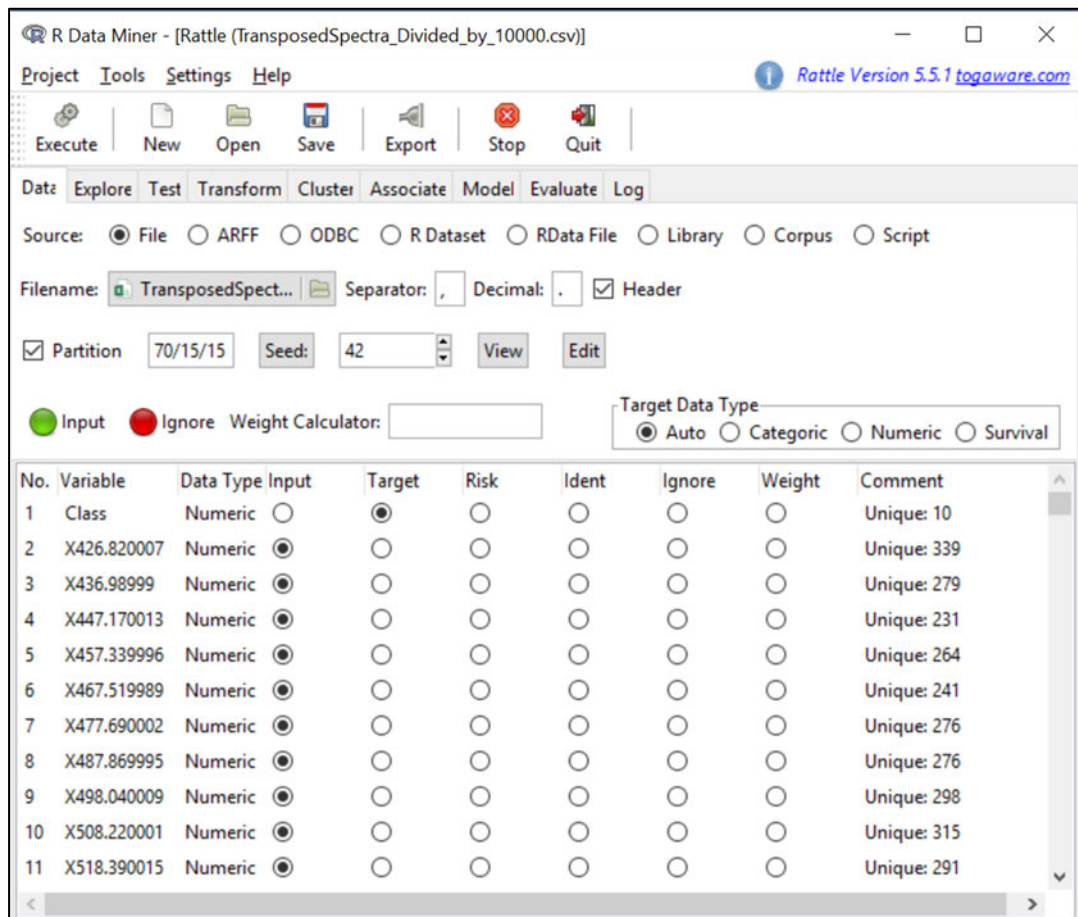 R Data Miner - [Rattle (TransposedSpectra_Divided_by_10000.csv)]
Project Tools Settings Help Rattle Version 5.5.1 togaware.com
Execute New Open Save Export Stop Quit
Data Explore Test Transform Cluster Associate Model Evaluate Log
Source: File ARFF ODBC R Dataset RData File Library Corpus Script
Filename: TransposedSpect... Separator: , Decimal: . Header
Partition 70/15/15 Seed: 42 View Edit
Input Ignore Weight Calculator: Target Data Type
Auto Categoric Numeric Survival
No. Variable Data Type Input Target Risk Ident Ignore Weight Comment
1 Class Numeric Unique: 10
2 X426.820007 Numeric Unique: 339
3 X436.98999 Numeric Unique: 279
4 X447.170013 Numeric Unique: 231
5 X457.339996 Numeric Unique: 264
6 X467.519989 Numeric Unique: 241
7 X477.690002 Numeric Unique: 276
8 X487.869995 Numeric Unique: 276
9 X498.040009 Numeric Unique: 298
10 X508.220001 Numeric Unique: 315
11 X518.390015 Numeric Unique: 291